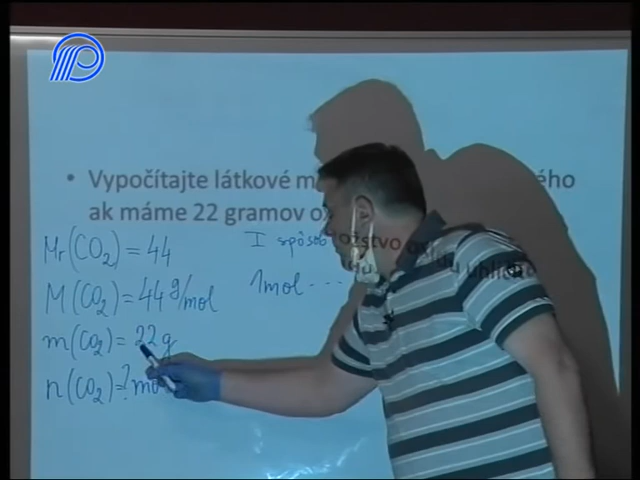 • Vypočítajte látkové
ak máme 22 gramov
Mr(CO₂) = 44
M(CO₂) = 44 g/mol
m(CO₂) = 22 g
n(CO₂) = ? mol
I spôsob
1mol ...